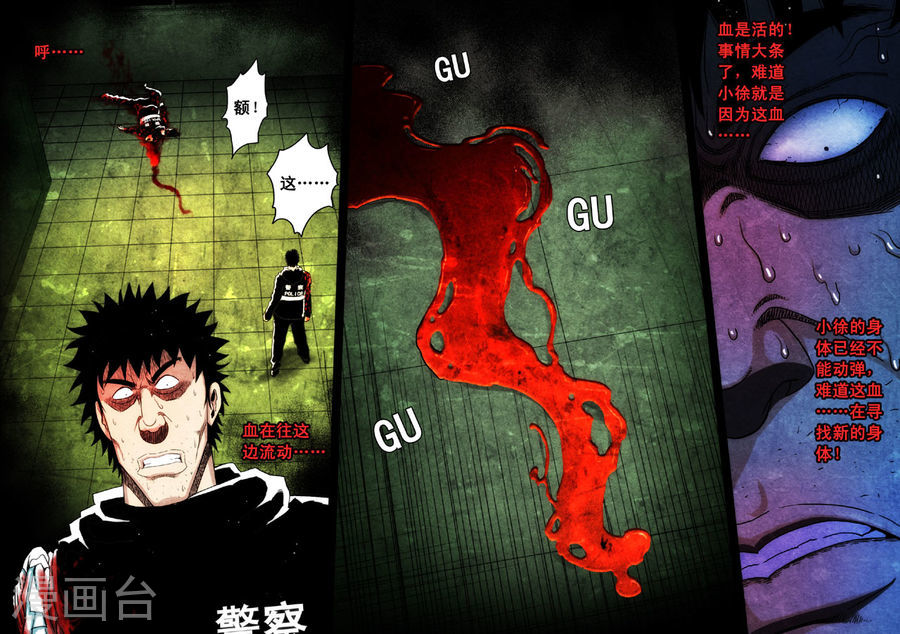 呼……
额！
这……
警察
POLICE
血在往这
边流动……
警察
GU
GU
GU
GU
血是活的！
事情大条
了，难道
小徐就是
因为这血
……
小徐的身
体已经不
能动弹，
难道这血
……在寻
找新的身
体！
漫画台